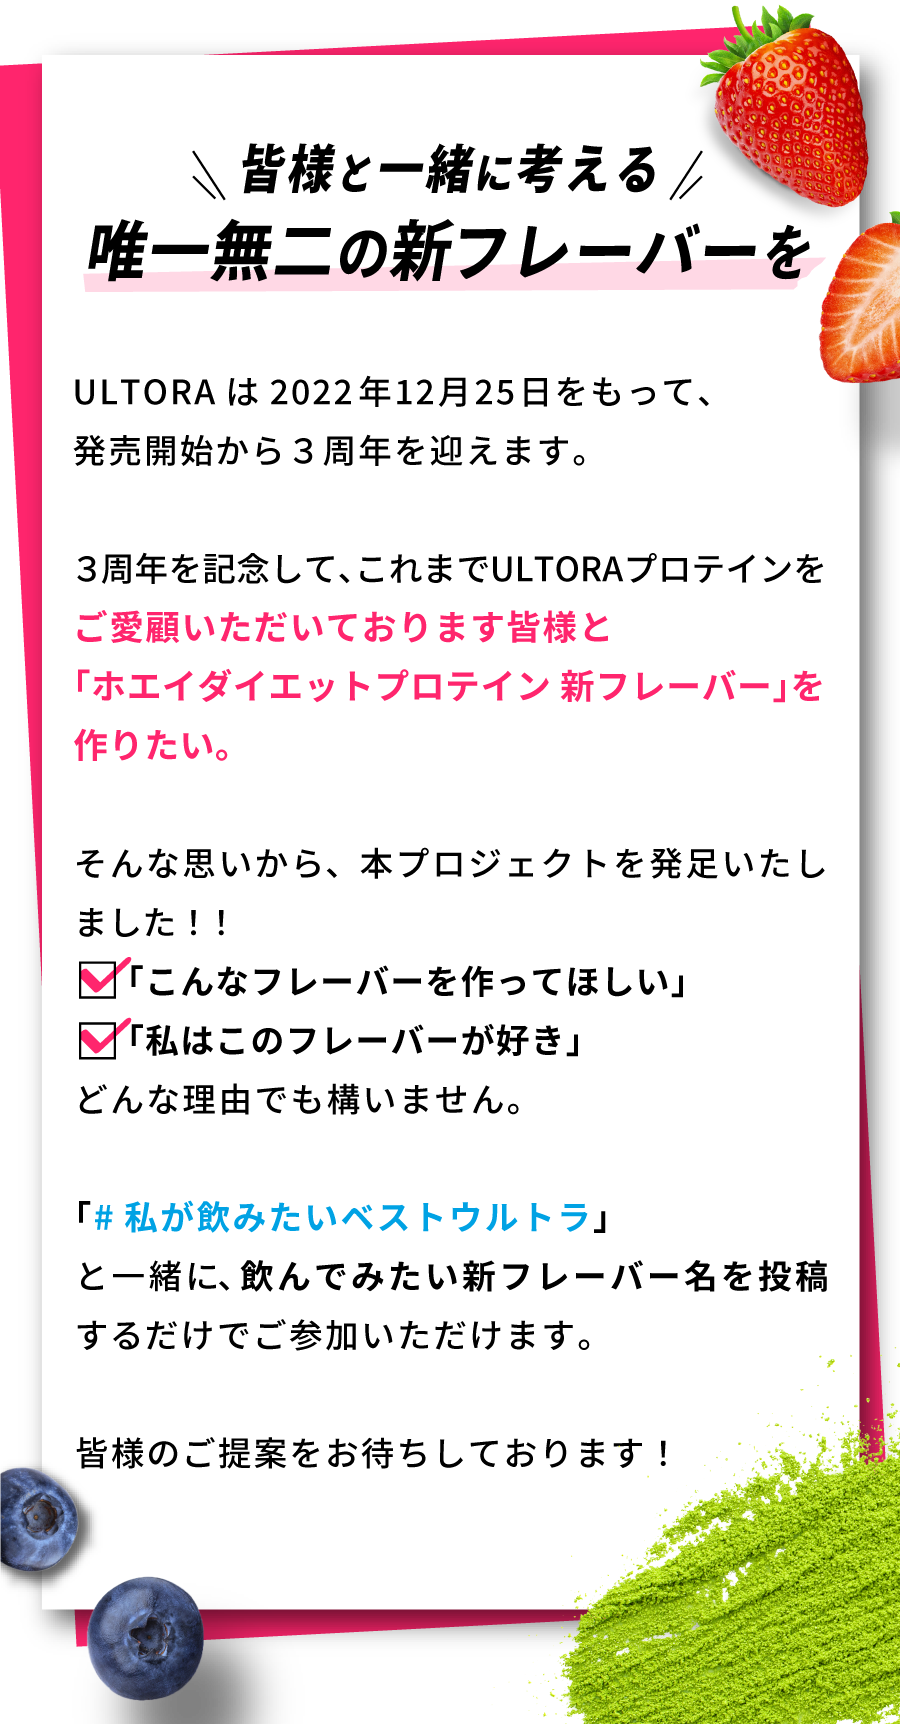 皆様と一緒に考える
唯一無二の新フレーバーを
ULTORA は 2022年12月25日をもって、
発売開始から３周年を迎えます。
３周年を記念して、これまでULTORAプロテインを
ご愛顧いただいております皆様と
「ホエイダイエットプロテイン 新フレーバー」を
作りたい。
そんな思いから、本プロジェクトを発足いたし
ました！！
「こんなフレーバーを作ってほしい」
「私はこのフレーバーが好き」
どんな理由でも構いません。
「# 私が飲みたいベストウルトラ」
と一緒に、飲んでみたい新フレーバー名を投稿
するだけでご参加いただけます。
皆様のご提案をお待ちしております！